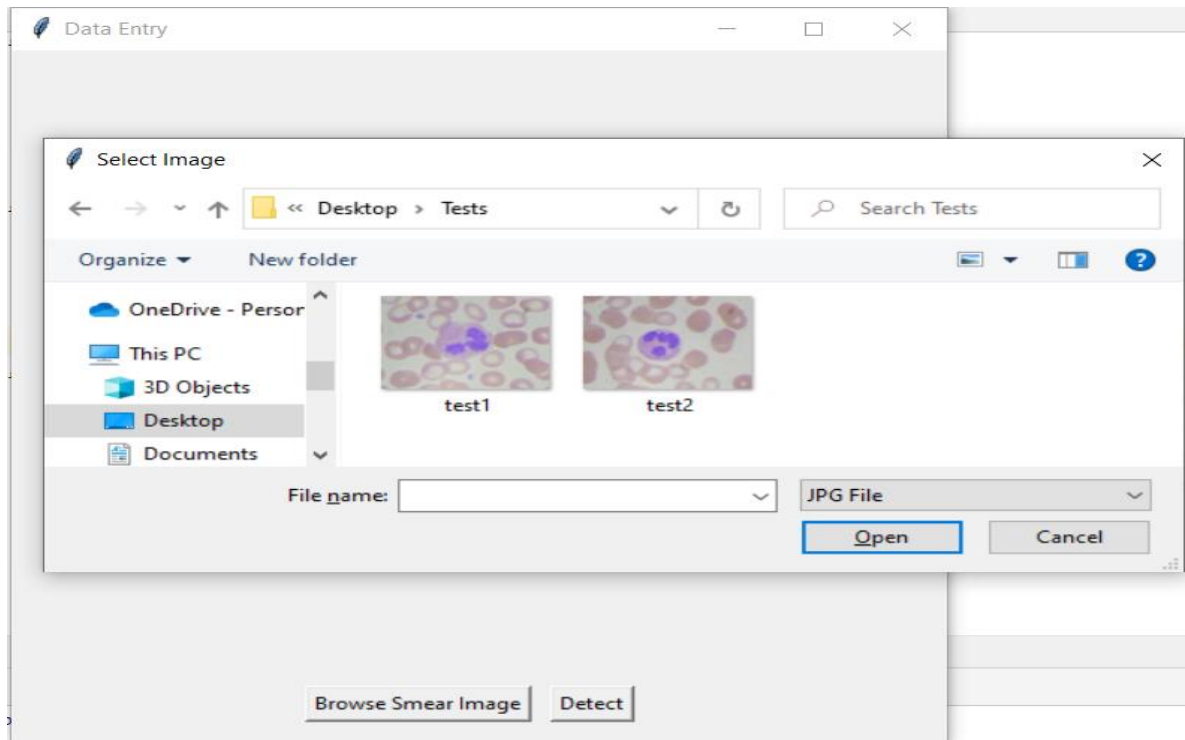 Data Entry
Select Image
« Desktop > Tests
Search Tests
Organize
New folder
OneDrive - Person
This PC
3D Objects
Desktop
Documents
test1
test2
File name:
JPG File
Open
Cancel
Browse Smear Image
Detect